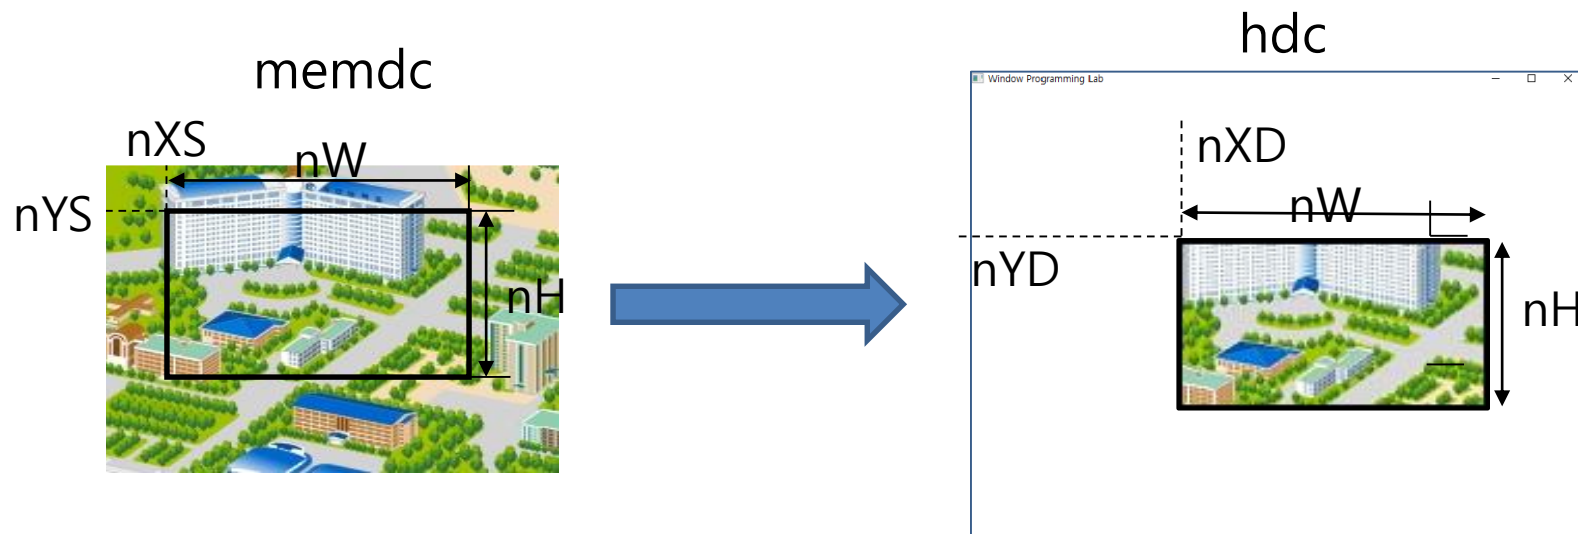 memdc
nXS
nW
nYS
nH
hdc
Window Programming Lab
nXD
nW
nYD
nH